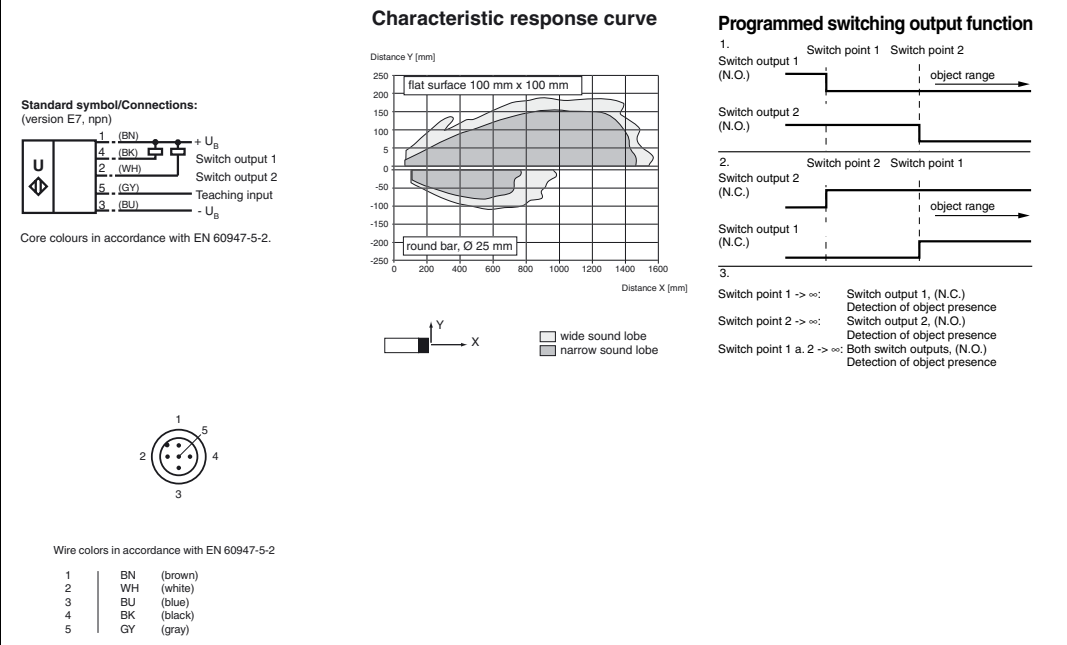 Standard symbol/Connections:
(version E7, npn)
U
1 (BN)
+ UB
4 (BK)
Switch output 1
2 (WH)
Switch output 2
5 (GY)
Teaching input
3 (BU)
- UB
Core colours in accordance with EN 60947-5-2.
1
5
2
4
3
Wire colors in accordance with EN 60947-5-2
1 BN (brown)
2 WH (white)
3 BU (blue)
4 BK (black)
5 GY (gray)
Characteristic response curve
Distance Y [mm]
flat surface 100 mm x 100 mm
250
200
150
100
5
0
-50
-100
-150
-200
-250
round bar, Ø 25 mm
0 200 400 600 800 1000 1200 1400 1600
Distance X [mm]
Y
X
wide sound lobe
narrow sound lobe
Programmed switching output function
1.
Switch point 1 Switch point 2
Switch output 1
(N.O.)
object range
Switch output 2
(N.O.)
2.
Switch point 2 Switch point 1
Switch output 2
(N.C.)
object range
Switch output 1
(N.C.)
3.
Switch point 1 -> ∞: Switch output 1, (N.C.)
Detection of object presence
Switch point 2 -> ∞: Switch output 2, (N.O.)
Detection of object presence
Switch point 1 a. 2 -> ∞: Both switch outputs, (N.O.)
Detection of object presence